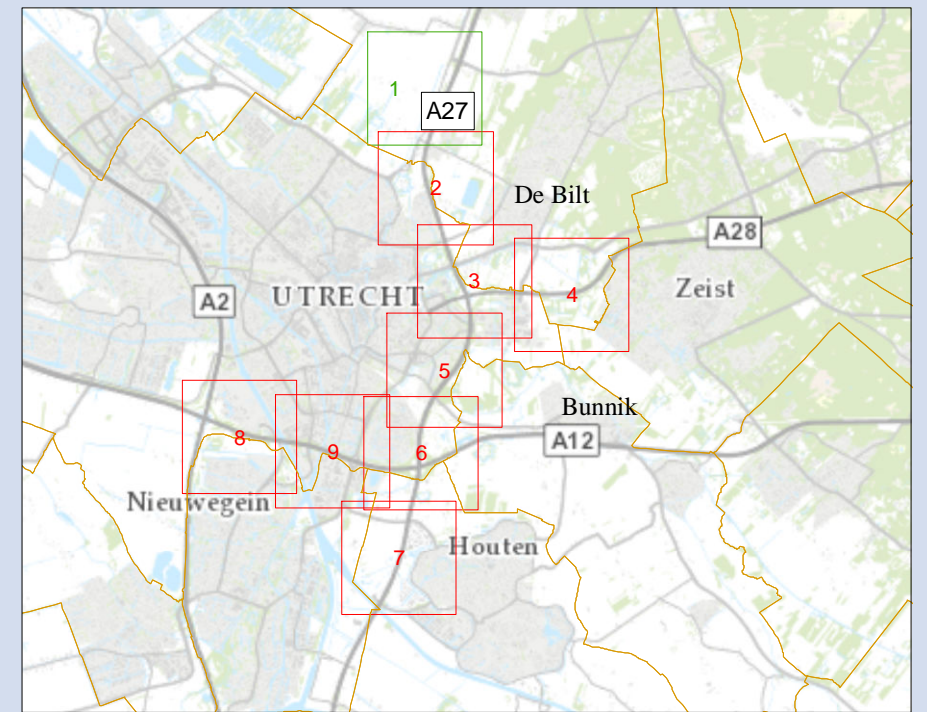 1
A27
2
De Bilt
A28
3
4
Zeist
UTRECHT
A2
5
Bunnik
8
9
6
A12
Nieuwegein
7
Houten